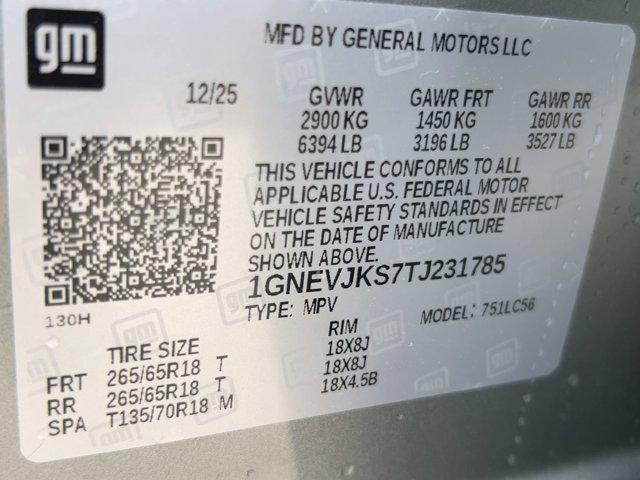 gm
MFD BY GENERAL MOTORS LLC
12/25 GVWR GAWR FRT GAWR RR
2900 KG 1450 KG 1600 KG
6394 LB 3196 LB 3527 LB
THIS VEHICLE CONFORMS TO ALL
APPLICABLE U.S. FEDERAL MOTOR
VEHICLE SAFETY STANDARDS IN EFFECT
ON THE DATE OF MANUFACTURE
SHOWN ABOVE.
1GNEVJKS7TJ231785
130H
TYPE: MPV MODEL: 751LC56
TIRE SIZE RIM
FRT 265/65R18 T 18X8J
RR 265/65R18 T 18X8J
SPA T135/70R18 M 18X4.5B